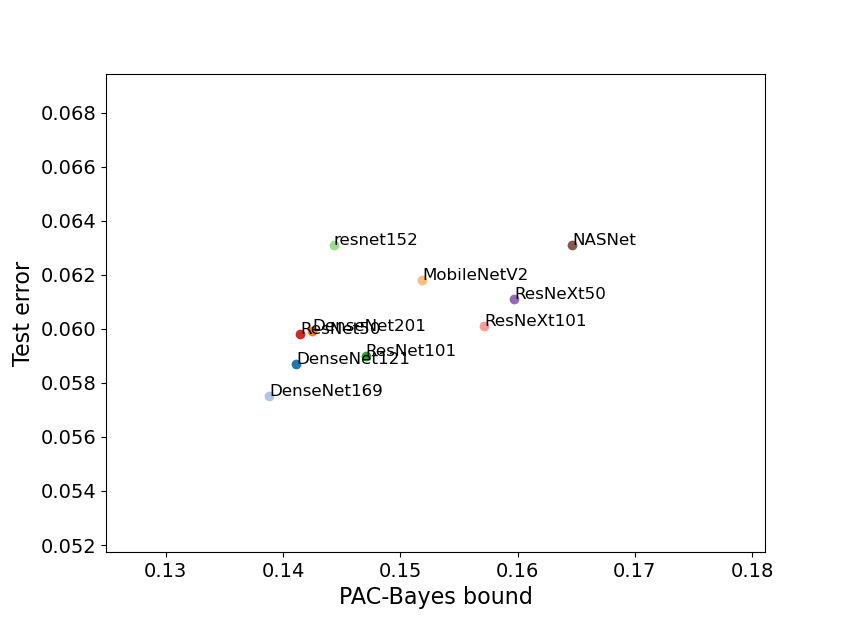 0.068
0.066
0.064
0.062
0.060
0.058
0.056
0.054
0.052
Test error
resnet152
NASNet
MobileNetV2
ResNeXt50
ResNeXt101
DenseNet201
ResNet50
ResNet101
DenseNet121
DenseNet169
0.13 0.14 0.15 0.16 0.17 0.18
PAC-Bayes bound